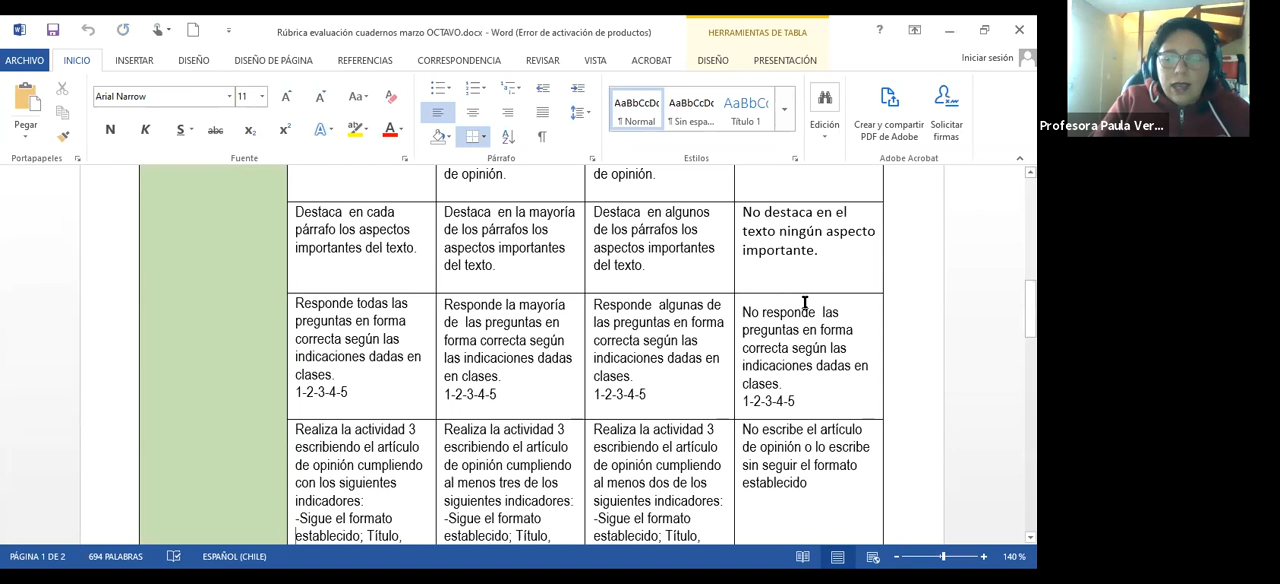 Rúbrica evaluación cuadernos marzo OCTAVO.docx - Word (Error de activación de productos)
HERRAMIENTAS DE TABLA
?
ARCHIVO INICIO INSERTAR DISEÑO DISEÑO DE PÁGINA REFERENCIAS CORRESPONDENCIA REVISAR VISTA ACROBAT DISEÑO PRESENTACIÓN Iniciar sesión
Profesora Paula Ver...
Arial Narrow 11
Aa
AaBbCcDc AaBbCcDc AaBbCc
¶ Normal ¶ Sin espa... Título 1
N K S abc x₂ x² A A
Pegar
Edición
Crear y compartir PDF de Adobe
Solicitar firmas
Portapapeles Fuente Párrafo Estilos Adobe Acrobat
de opinión.
de opinión.
Destaca en cada
párrafo los aspectos
importantes del texto.
Destaca en la mayoría
de los párrafos los
aspectos importantes
del texto.
Destaca en algunos
de los párrafos los
aspectos importantes
del texto.
No destaca en el
texto ningún aspecto
importante.
Responde todas las
preguntas en forma
correcta según las
indicaciones dadas en
clases.
1-2-3-4-5
Responde la mayoría
de las preguntas en
forma correcta según
las indicaciones dadas
en clases.
1-2-3-4-5
Responde algunas de
las preguntas en forma
correcta según las
indicaciones dadas en
clases.
1-2-3-4-5
No responde las
preguntas en forma
correcta según las
indicaciones dadas en
clases.
1-2-3-4-5
Realiza la actividad 3
escribiendo el artículo
de opinión cumpliendo
con los siguientes
indicadores:
-Sigue el formato
establecido; Título,
Realiza la actividad 3
escribiendo el artículo
de opinión cumpliendo
al menos tres de los
siguientes indicadores:
-Sigue el formato
establecido; Título,
Realiza la actividad 3
escribiendo el artículo
de opinión cumpliendo
al menos dos de los
siguientes indicadores:
-Sigue el formato
establecido; Título,
No escribe el artículo
de opinión o lo escribe
sin seguir el formato
establecido
PÁGINA 1 DE 2 694 PALABRAS ESPAÑOL (CHILE) 140 %